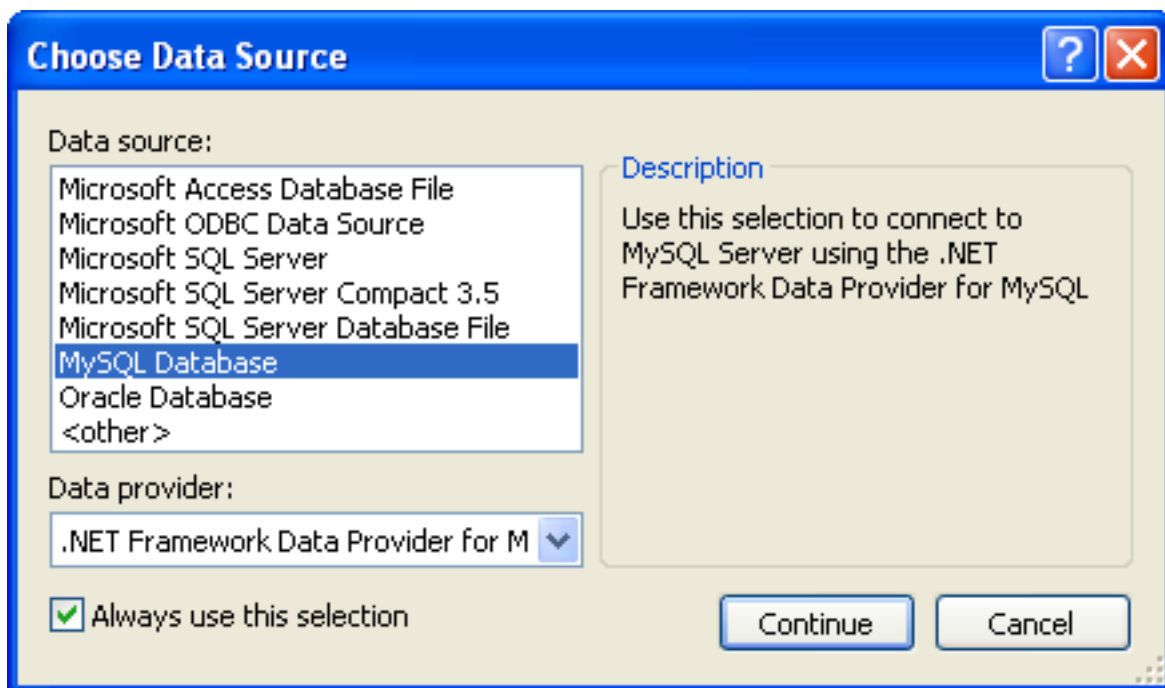 Choose Data Source
Data source:
Microsoft Access Database File
Microsoft ODBC Data Source
Microsoft SQL Server
Microsoft SQL Server Compact 3.5
Microsoft SQL Server Database File
MySQL Database
Oracle Database
<other>
Description
Use this selection to connect to
MySQL Server using the .NET
Framework Data Provider for MySQL
Data provider:
.NET Framework Data Provider for M
Always use this selection
Continue
Cancel